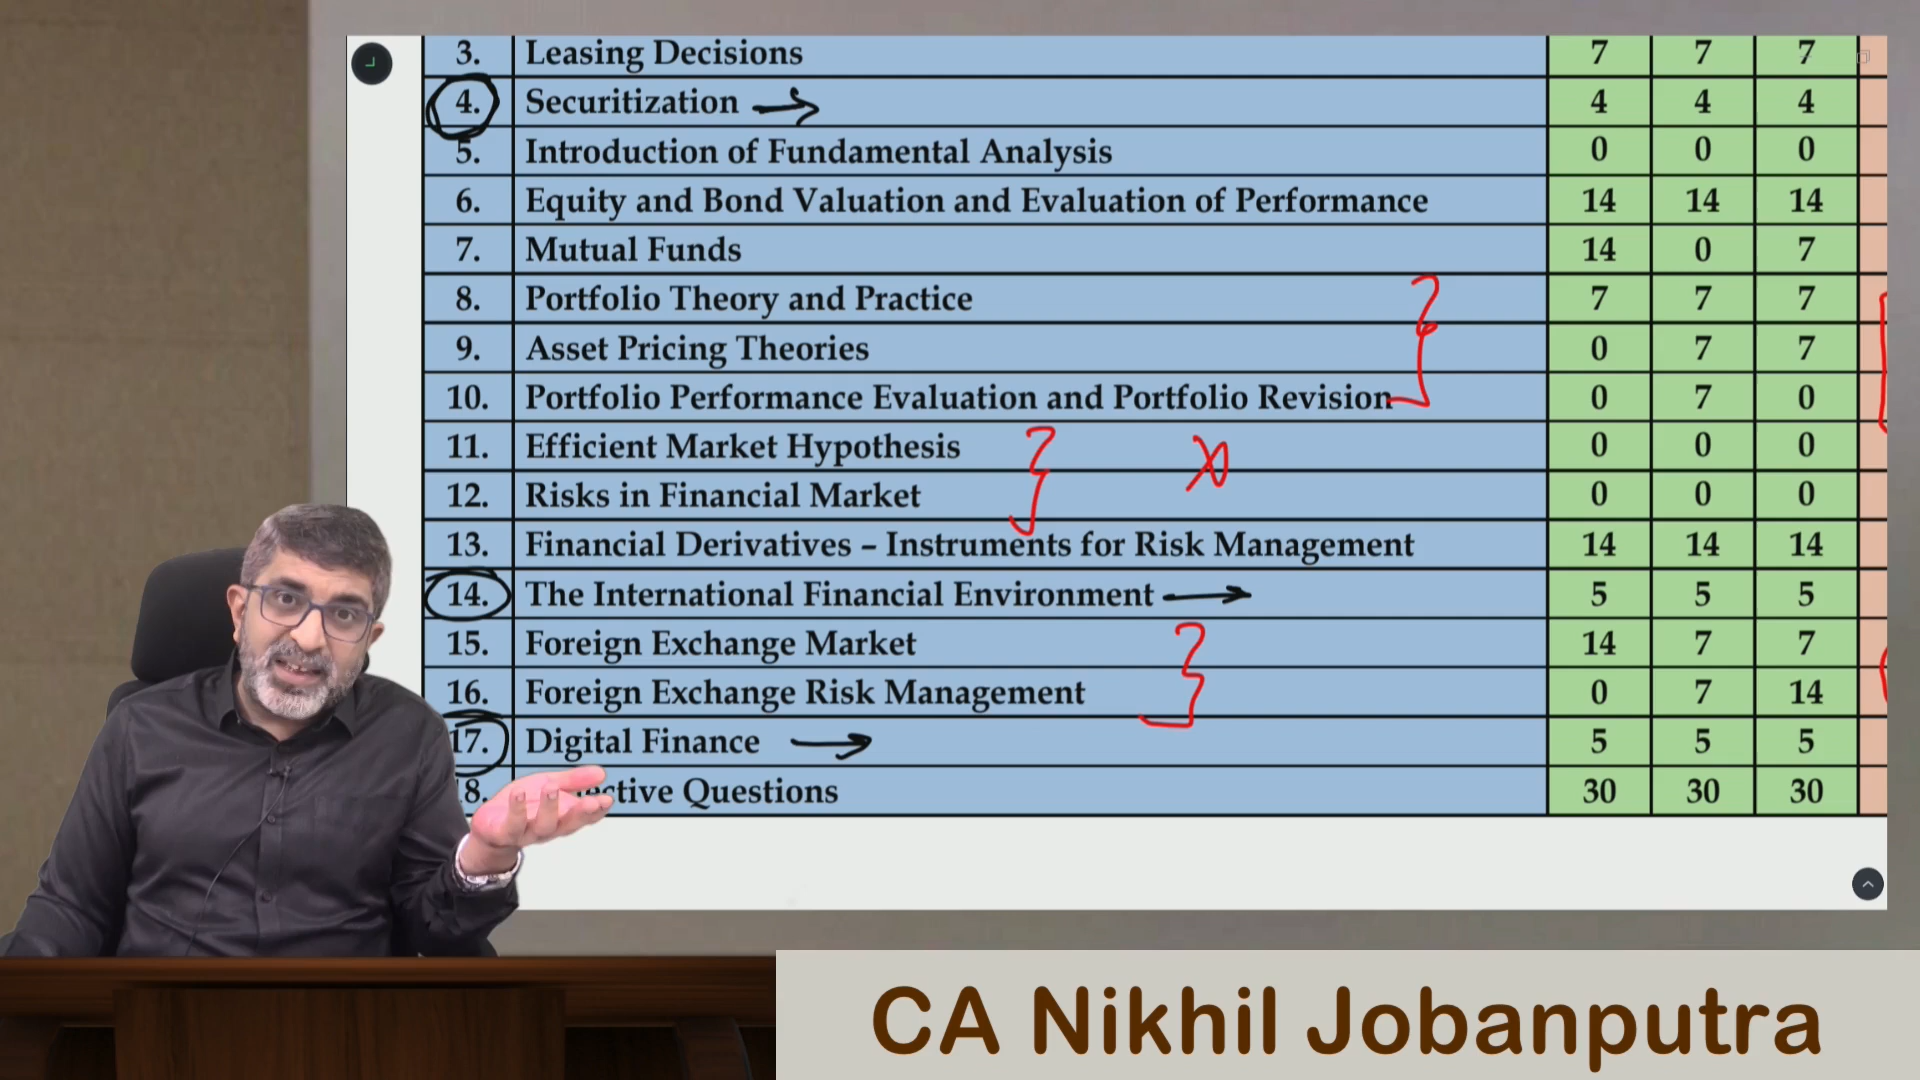 3. Leasing Decisions 7 7 7
4. Securitization 4 4 4
5. Introduction of Fundamental Analysis 0 0 0
6. Equity and Bond Valuation and Evaluation of Performance 14 14 14
7. Mutual Funds 14 0 7
8. Portfolio Theory and Practice 7 7 7
9. Asset Pricing Theories 0 7 7
10. Portfolio Performance Evaluation and Portfolio Revision 0 7 0
11. Efficient Market Hypothesis 0 0 0
12. Risks in Financial Market 0 0 0
13. Financial Derivatives – Instruments for Risk Management 14 14 14
14. The International Financial Environment 5 5 5
15. Foreign Exchange Market 14 7 7
16. Foreign Exchange Risk Management 0 7 14
17. Digital Finance 5 5 5
18. ective Questions 30 30 30
CA Nikhil Jobanputra